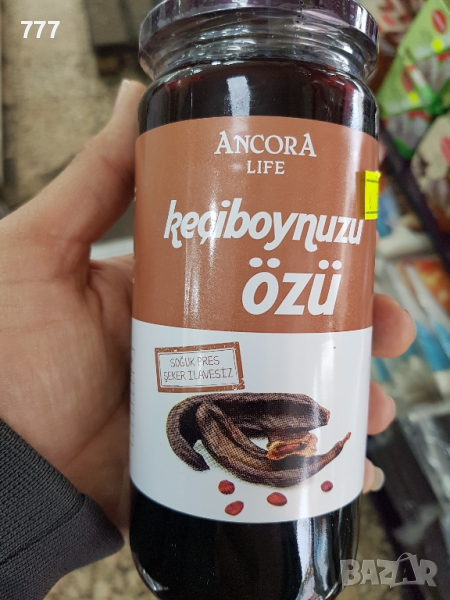 777
ANCORA
LIFE
keçiboynuzu
özü
SOĞUK PRES
ŞEKER İLAVESİZ
BAZAR